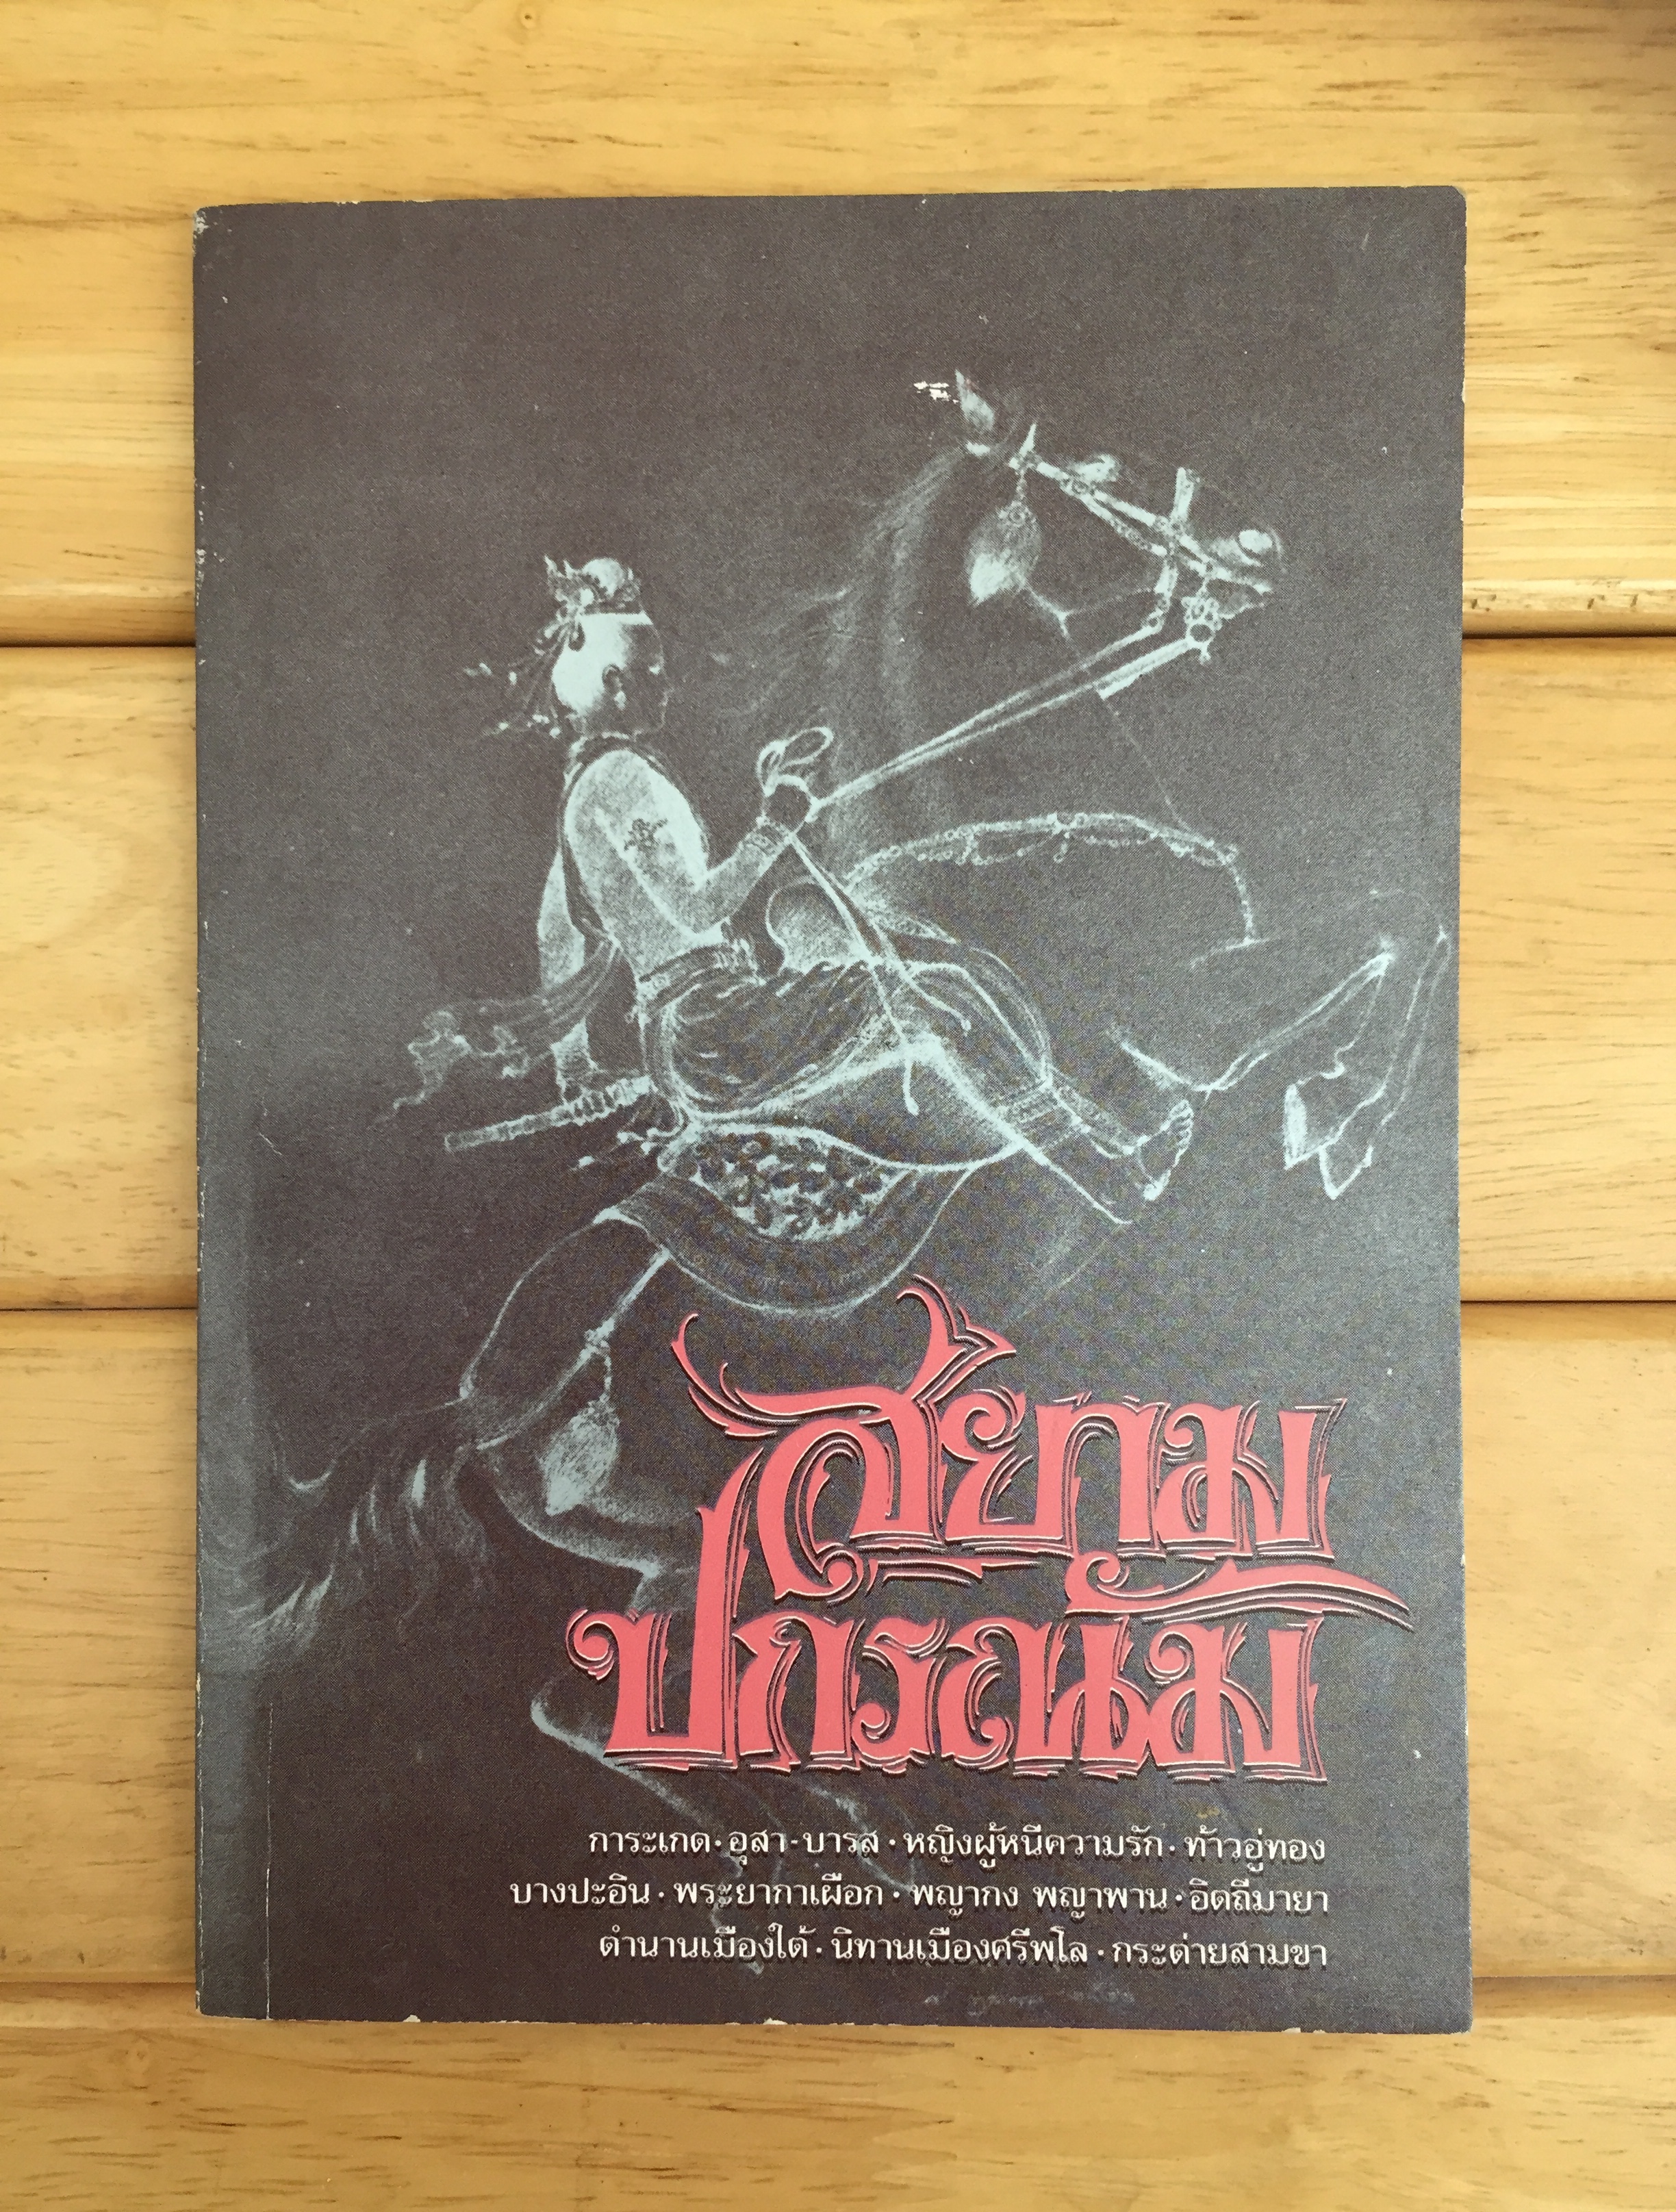 สยาม
ปกรณัม
การะเกด · อุสา - บารส · หญิงผู้หนีความรัก · ท้าวอู่ทอง
บางปะอิน · พระยากาเผือก · พญากง พญาพาน · อิตถีมายา
ตำนานเมืองใต้ · นิทานเมืองศรีพโล · กระต่ายสามขา